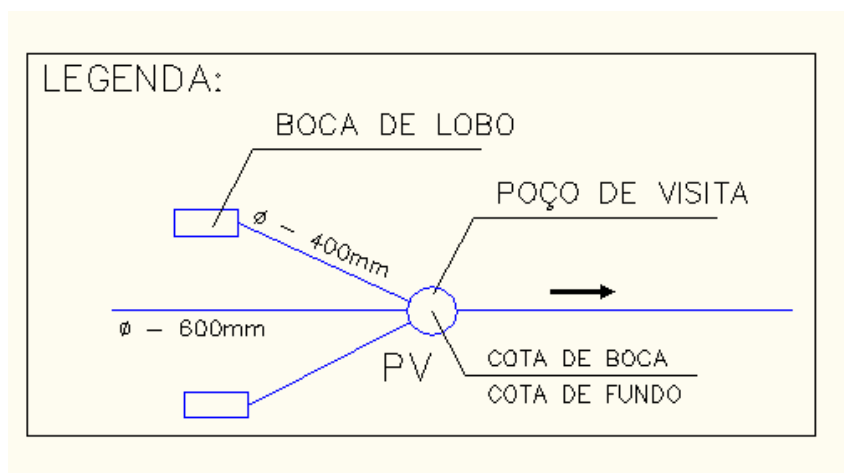 LEGENDA:
BOCA DE LOBO
POÇO DE VISITA
ø - 400mm
ø - 600mm
PV
COTA DE BOCA
COTA DE FUNDO